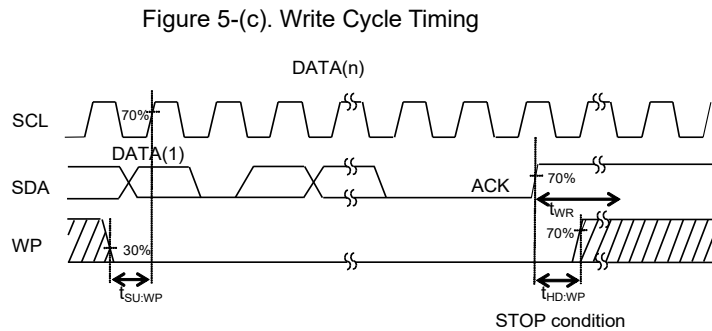 Figure 5-(c). Write Cycle Timing
DATA(n)
SCL
70%
DATA(1)
SDA
ACK
70%
tWR
WP
30%
70%
tSU:WP
tHD:WP
STOP condition